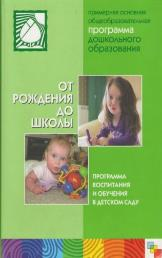 примерная основная
общеобразовательная
программа
дошкольного
образования
ОТ
РОЖДЕНИЯ
ДО
ШКОЛЫ
ПРОГРАММА
ВОСПИТАНИЯ
И ОБУЧЕНИЯ
В ДЕТСКОМ САДУ